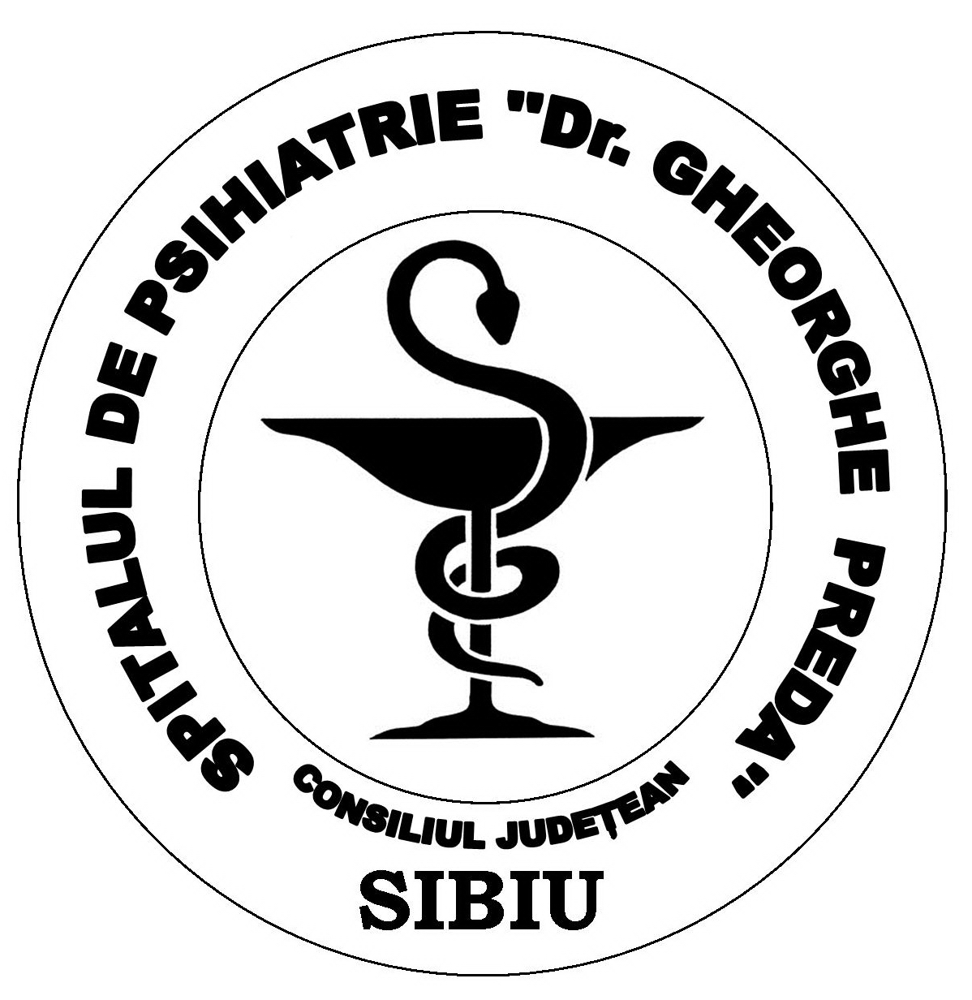 SPITALUL DE PSIHIATRIE "Dr. GHEORGHE PREDA"
CONSILIUL JUDEȚEAN
SIBIU